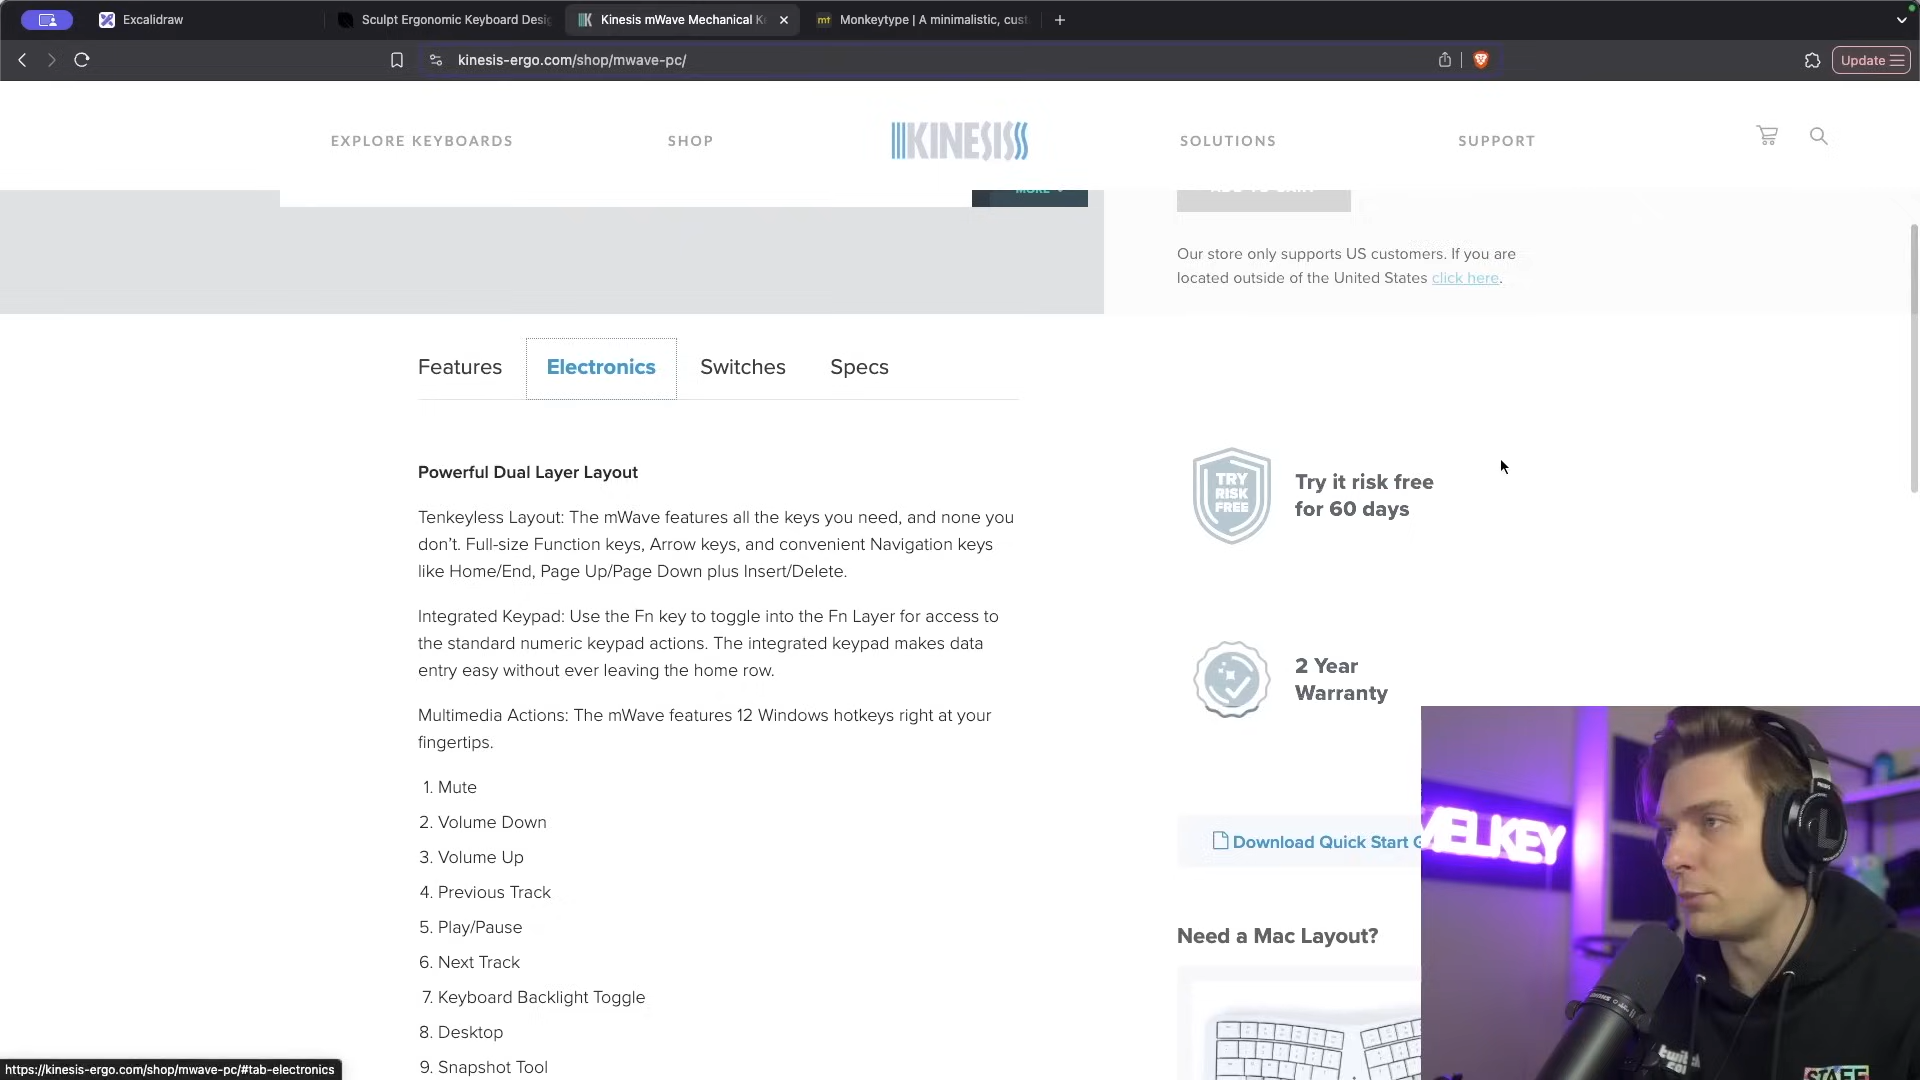 Excalidraw
Sculpt Ergonomic Keyboard Desi
Kinesis mWave Mechanical K
mt
Monkeytype | A minimalistic, cust
kinesis-ergo.com/shop/mwave-pc/
Update
EXPLORE KEYBOARDS
SHOP
KINESIS
SOLUTIONS
SUPPORT
MORE
ADD TO CART
Our store only supports US customers. If you are
located outside of the United States click here.
Features
Electronics
Switches
Specs
Powerful Dual Layer Layout
Tenkeyless Layout: The mWave features all the keys you need, and none you
don't. Full-size Function keys, Arrow keys, and convenient Navigation keys
like Home/End, Page Up/Page Down plus Insert/Delete.
Integrated Keypad: Use the Fn key to toggle into the Fn Layer for access to
the standard numeric keypad actions. The integrated keypad makes data
entry easy without ever leaving the home row.
Multimedia Actions: The mWave features 12 Windows hotkeys right at your
fingertips.
1. Mute
2. Volume Down
3. Volume Up
4. Previous Track
5. Play/Pause
6. Next Track
7. Keyboard Backlight Toggle
8. Desktop
9. Snapshot Tool
TRY
RISK
FREE
Try it risk free
for 60 days
2 Year
Warranty
Download Quick Start G
Need a Mac Layout?
MELKEY
twitch
STAFF
https://kinesis-ergo.com/shop/mwave-pc/#tab-electronics